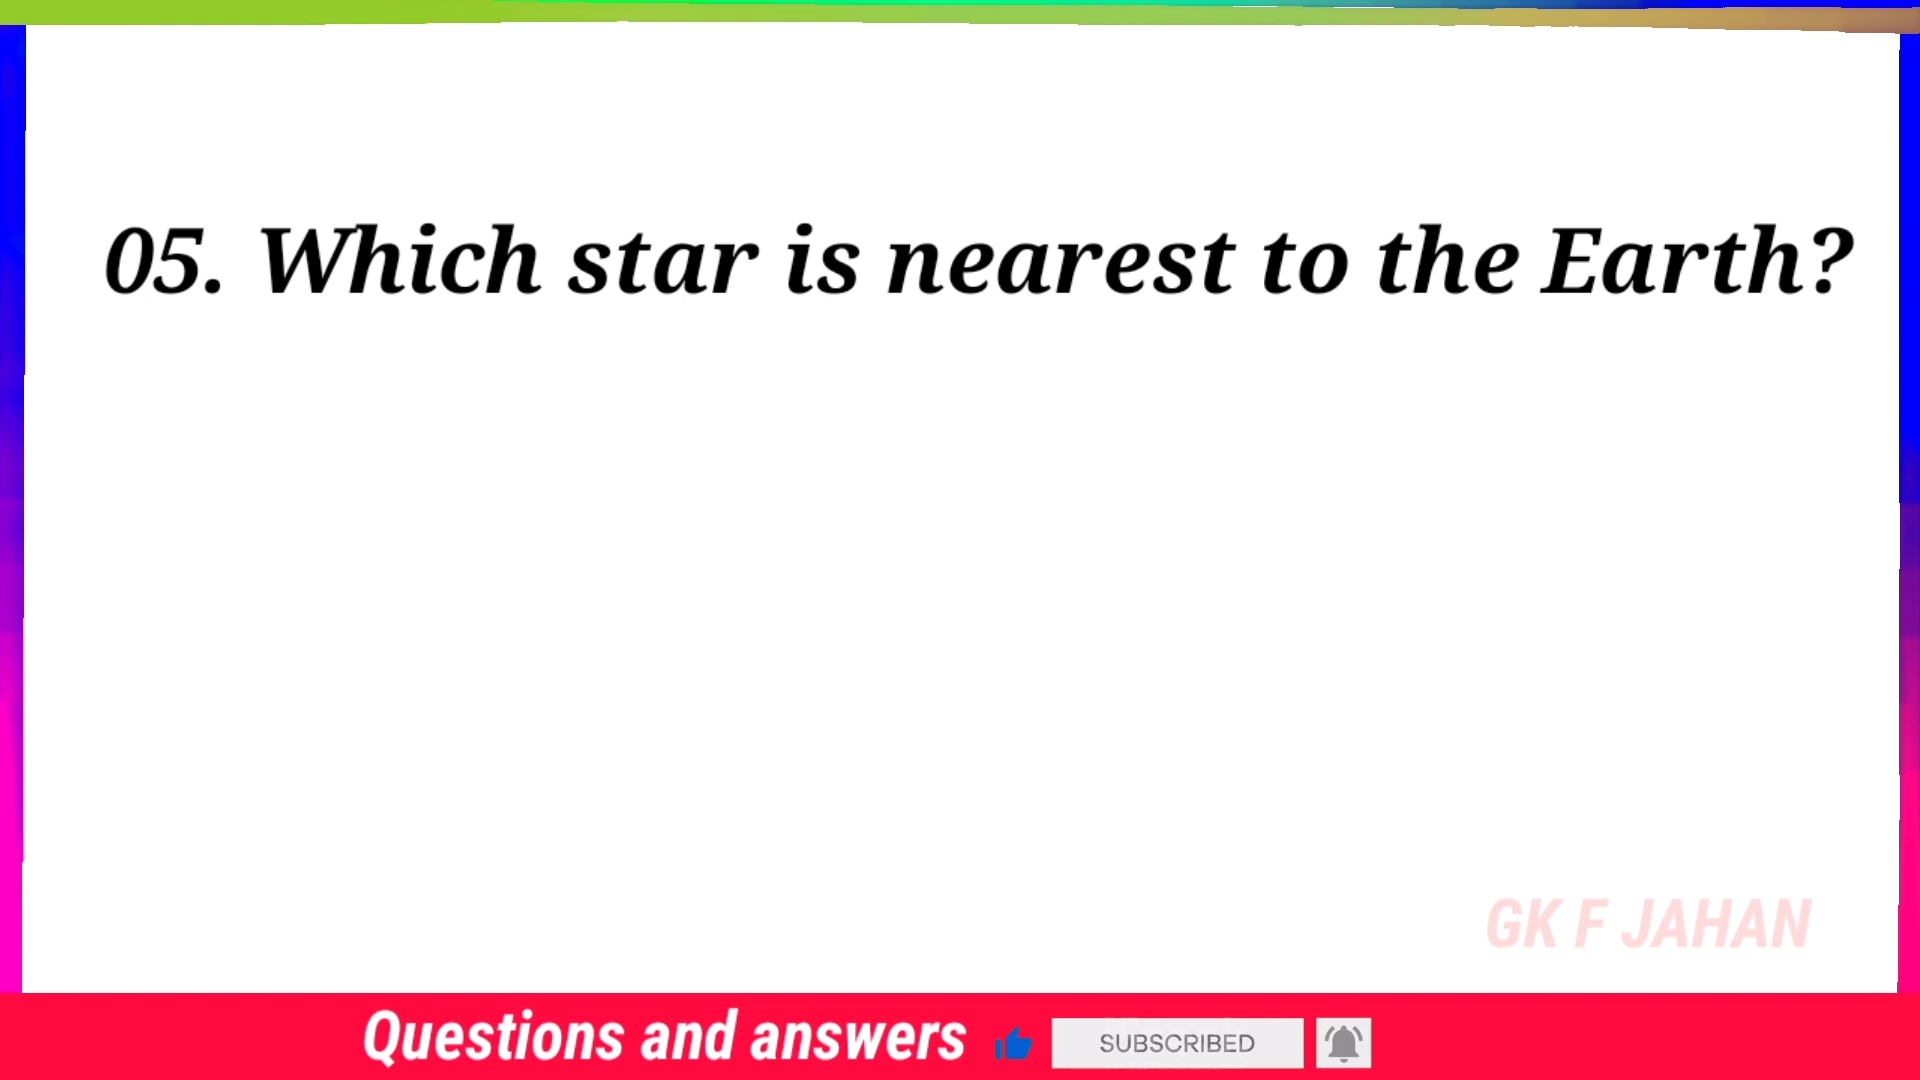 05. Which star is nearest to the Earth?
GK F JAHAN
Questions and answers
SUBSCRIBED